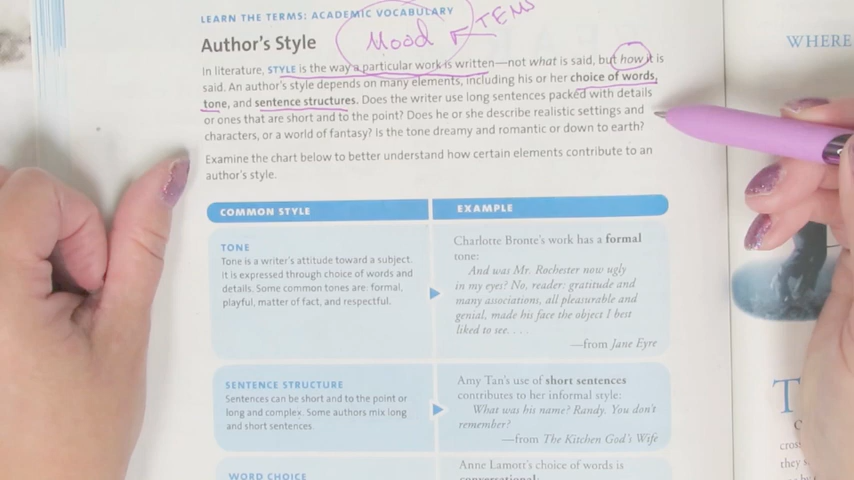 LEARN THE TERMS: ACADEMIC VOCABULARY
TEMS
Author's Style
Mood
WHERE
In literature, STYLE is the way a particular work is written—not what is said, but how it is
said. An author's style depends on many elements, including his or her choice of words,
tone, and sentence structures. Does the writer use long sentences packed with details
or ones that are short and to the point? Does he or she describe realistic settings and
characters, or a world of fantasy? Is the tone dreamy and romantic or down to earth?
Examine the chart below to better understand how certain elements contribute to an
author's style.
COMMON STYLE
EXAMPLE
TONE
Tone is a writer's attitude toward a subject.
It is expressed through choice of words and
details. Some common tones are: formal,
playful, matter of fact, and respectful.
Charlotte Bronte's work has a formal
tone:
And was Mr. Rochester now ugly
in my eyes? No, reader: gratitude and
many associations, all pleasurable and
genial, made his face the object I best
liked to see. . . .
—from Jane Eyre
SENTENCE STRUCTURE
Sentences can be short and to the point or
long and complex. Some authors mix long
and short sentences.
Amy Tan's use of short sentences
contributes to her informal style:
What was his name? Randy. You don't
remember?
—from The Kitchen God's Wife
WORD CHOICE
Anne Lamott's choice of words is
conversational:
T
they s